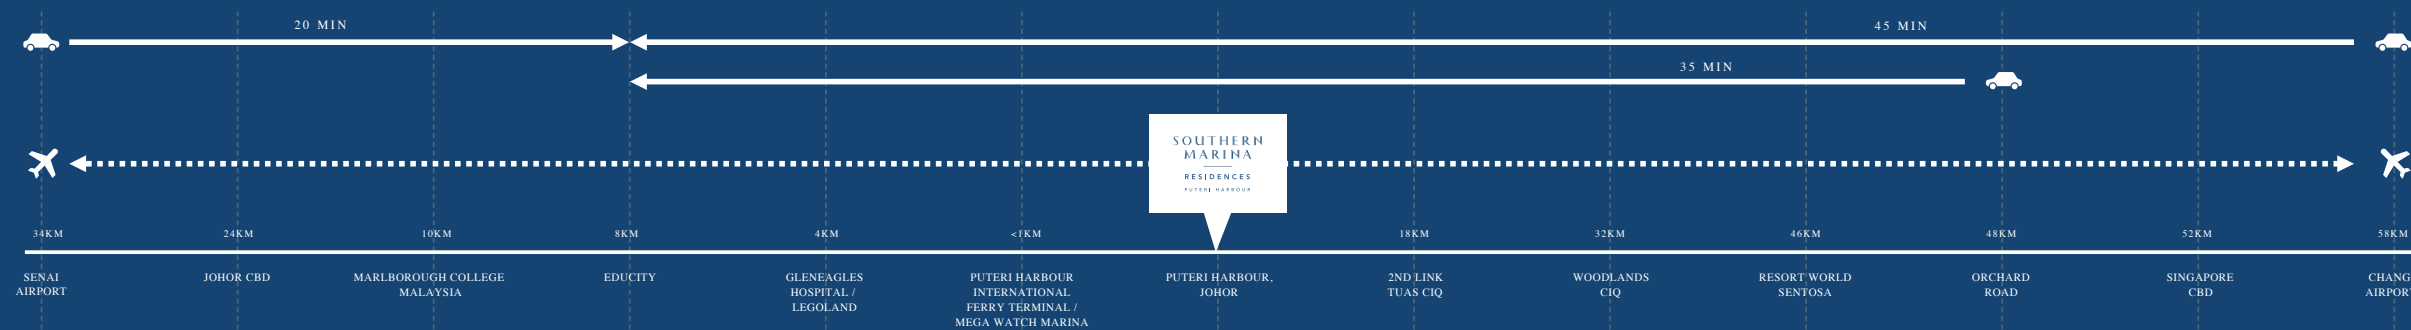 20 MIN
45 MIN
35 MIN
SOUTHERN
MARINA
RESIDENCES
PUTERI HARBOUR
34KM
24KM
10KM
8KM
4KM
<1KM
18KM
32KM
46KM
48KM
52KM
58KM
SENAI
AIRPORT
JOHOR CBD
MARLBOROUGH COLLEGE
MALAYSIA
EDUCITY
GLENEAGLES
HOSPITAL /
LEGOLAND
PUTERI HARBOUR
INTERNATIONAL
FERRY TERMINAL /
MEGA WATCH MARINA
PUTERI HARBOUR,
JOHOR
2ND LINK
TUAS CIQ
WOODLANDS
CIQ
RESORT WORLD
SENTOSA
ORCHARD
ROAD
SINGAPORE
CBD
CHANG
AIRPORT